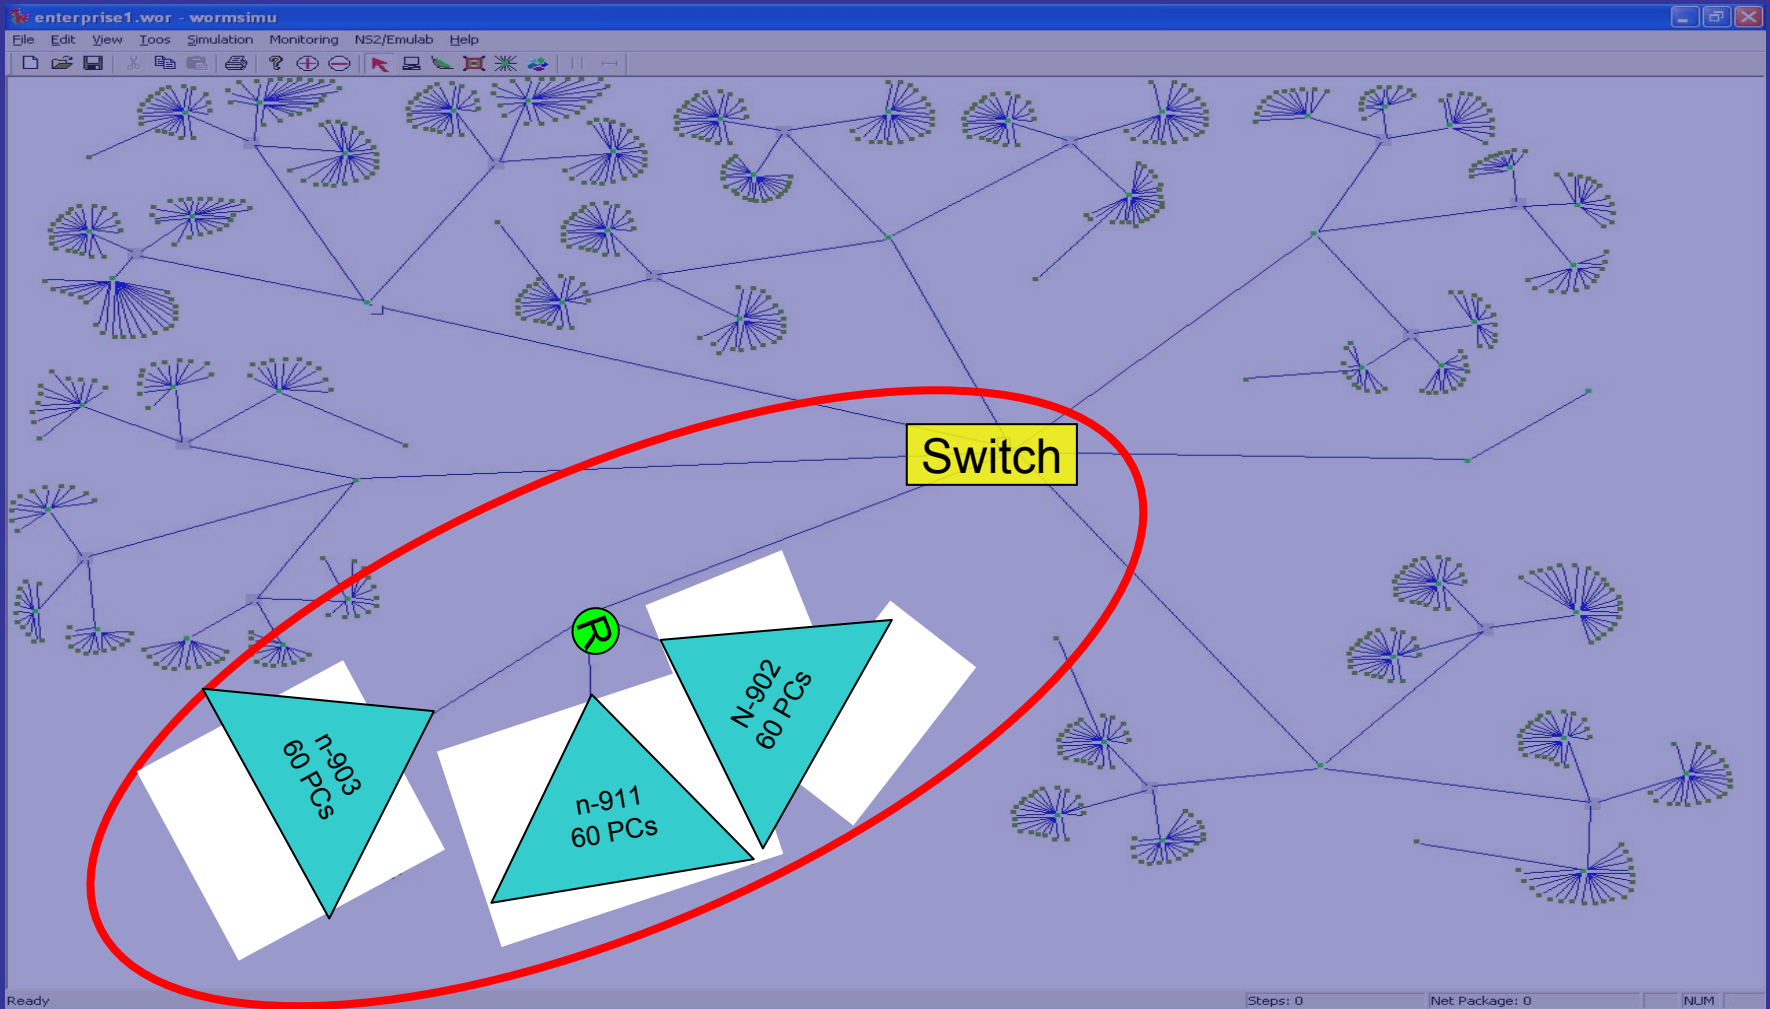 enterprise1.wor - wormsimu
File Edit View Toos Simulation Monitoring NS2/Emulab Help
Switch
R
N-902
60 PCs
n-903
60 PCs
n-911
60 PCs
Ready Steps: 0 Net Package: 0 NUM